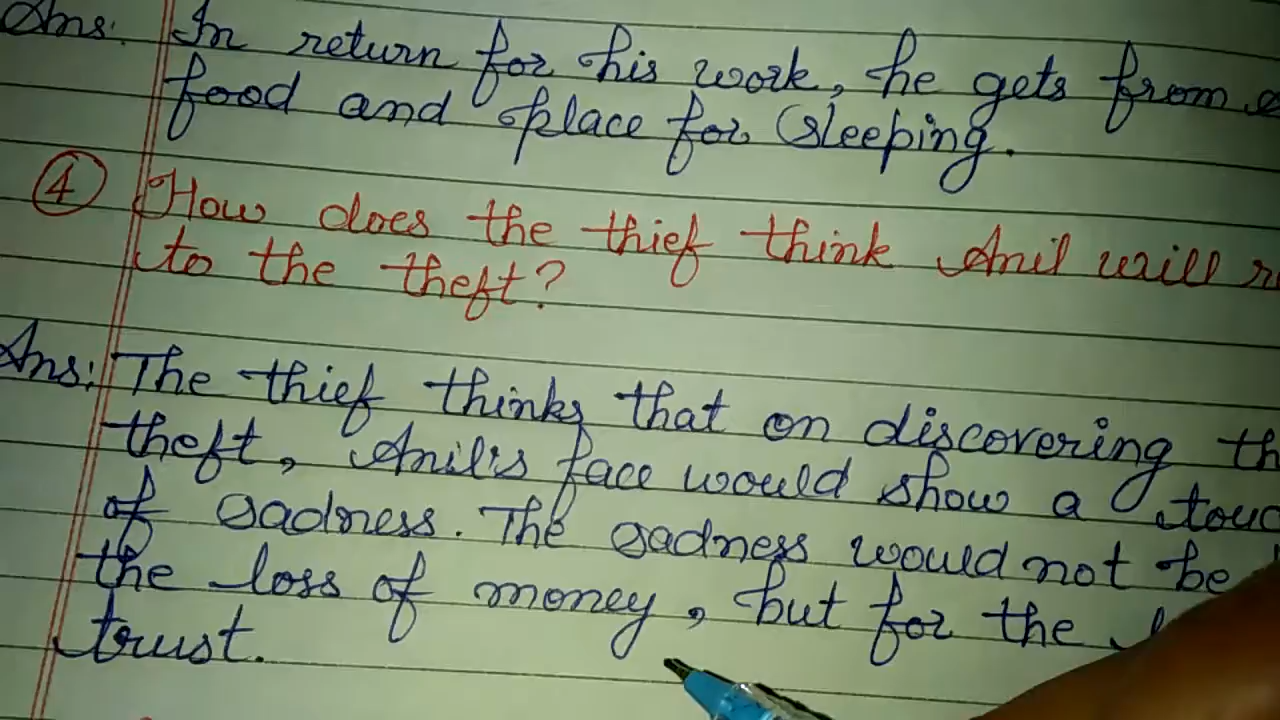 Ans: In return for his work, he gets from
food and place for sleeping.
④ How does the thief think Anil will
to the theft?
Ans: The thief thinks that on discovering
theft, Anil's face would show a
of sadness. The sadness would not be
the loss of money, but for the
trust.